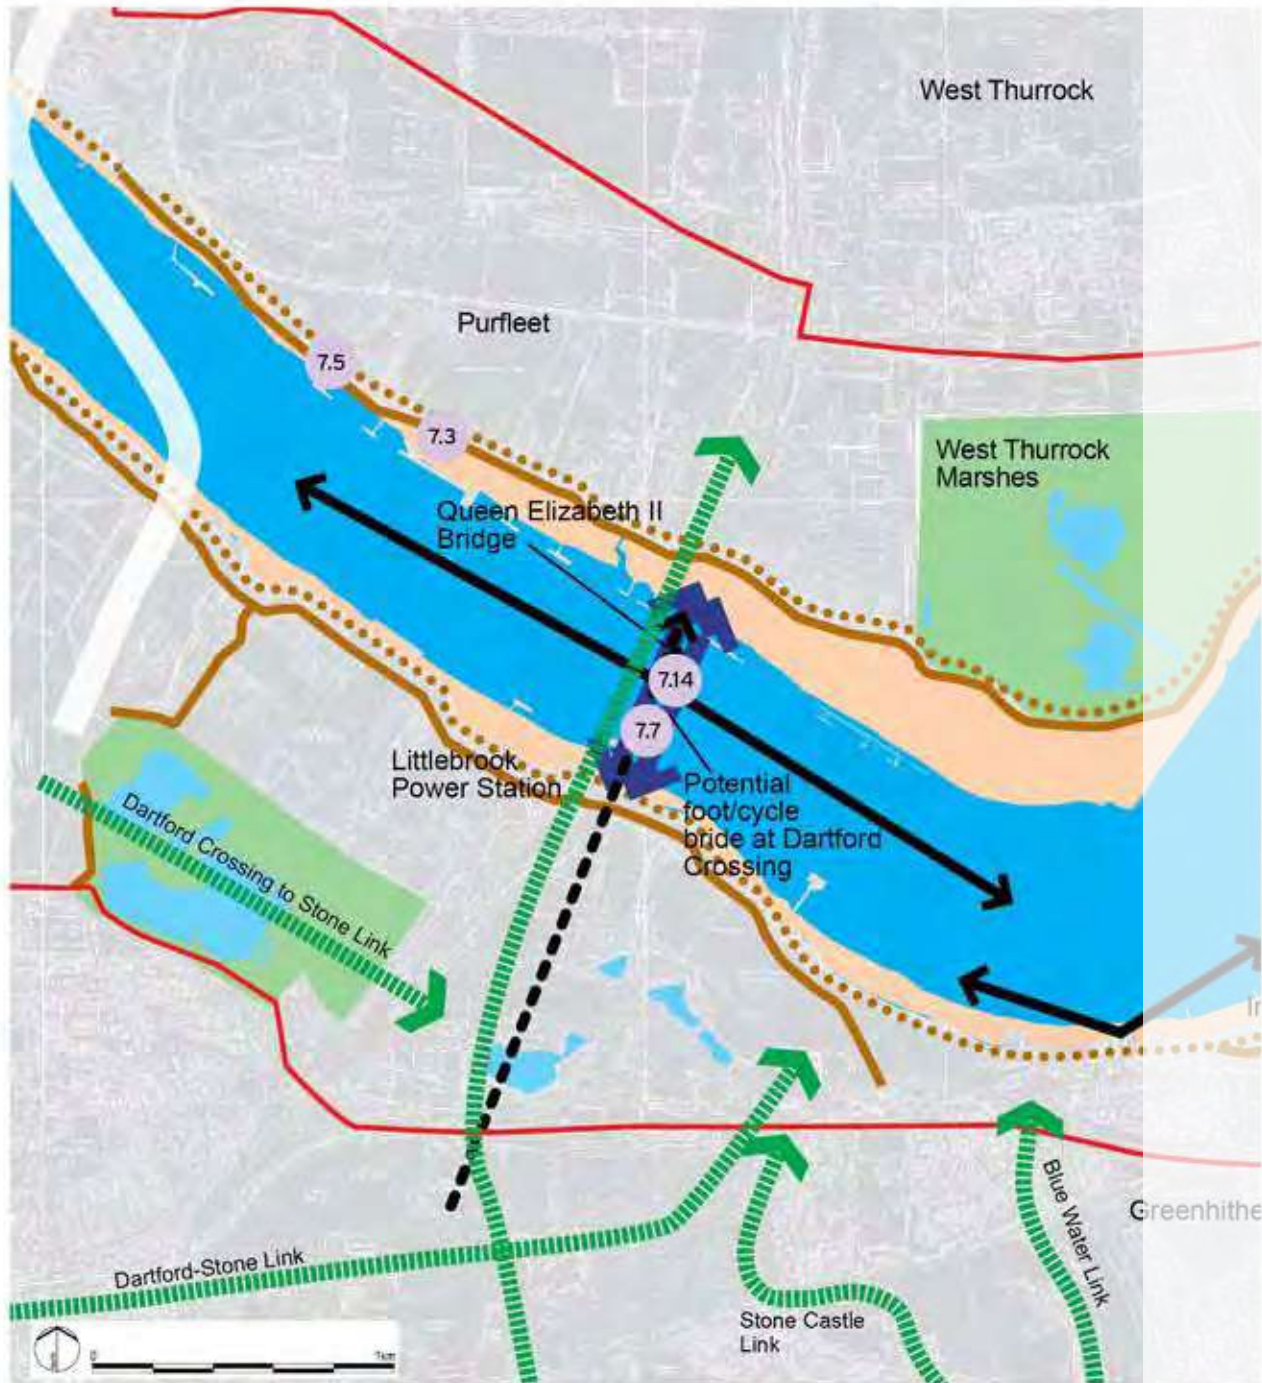 West Thurrock
Purfleet
7.5
7.3
West Thurrock
Marshes
Queen Elizabeth II
Bridge
7.14
7.7
Littlebrook
Power Station
Potential
foot/cycle
bride at Dartford
Crossing
Dartford Crossing to Stone Link
Greenhithe
Blue Water Link
Dartford-Stone Link
Stone Castle
Link
0
1km